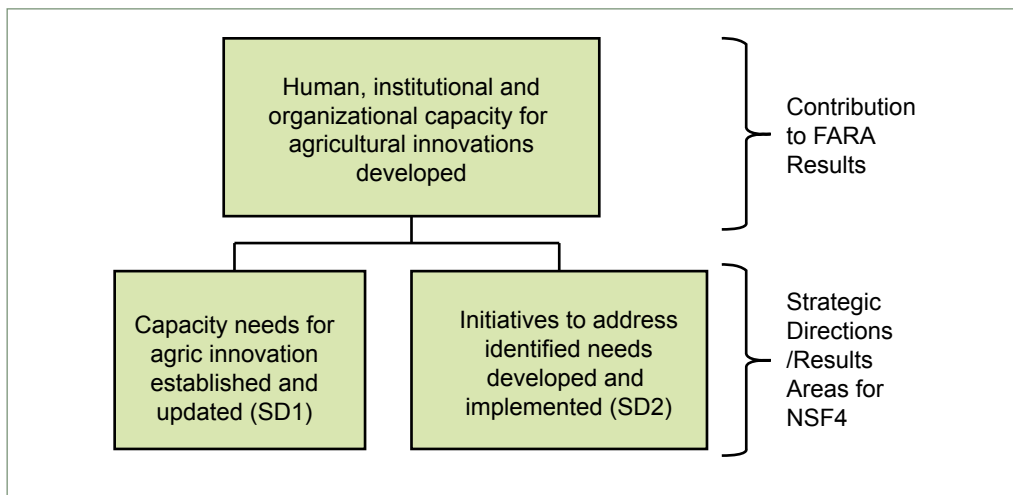 Human, institutional and
organizational capacity for
agricultural innovations
developed
Contribution
to FARA
Results
Capacity needs for
agric innovation
established and
updated (SD1)
Initiatives to address
identified needs
developed and
implemented (SD2)
Strategic
Directions
/Results
Areas for
NSF4